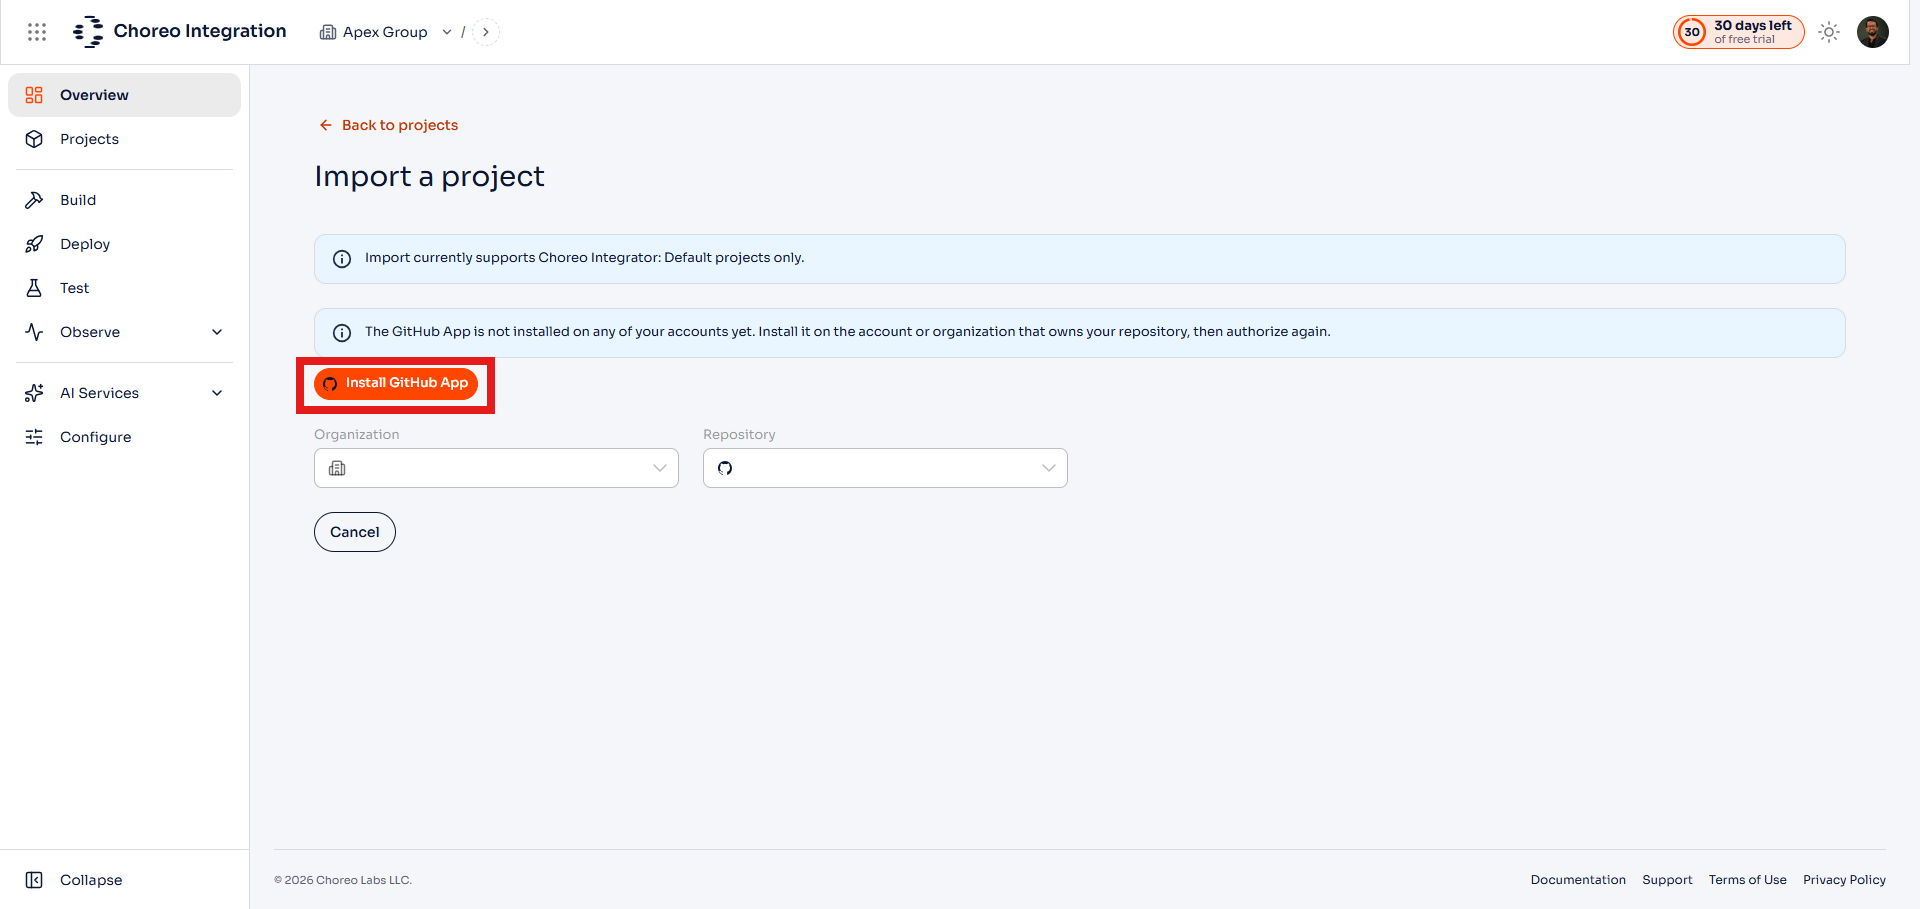 Choreo Integration
Apex Group
/
30
30 days left
of free trial
Overview
Projects
Build
Deploy
Test
Observe
AI Services
Configure
Collapse
Back to projects
Import a project
Import currently supports Choreo Integrator: Default projects only.
The GitHub App is not installed on any of your accounts yet. Install it on the account or organization that owns your repository, then authorize again.
Install GitHub App
Organization
Repository
Cancel
© 2026 Choreo Labs LLC.
Documentation
Support
Terms of Use
Privacy Policy